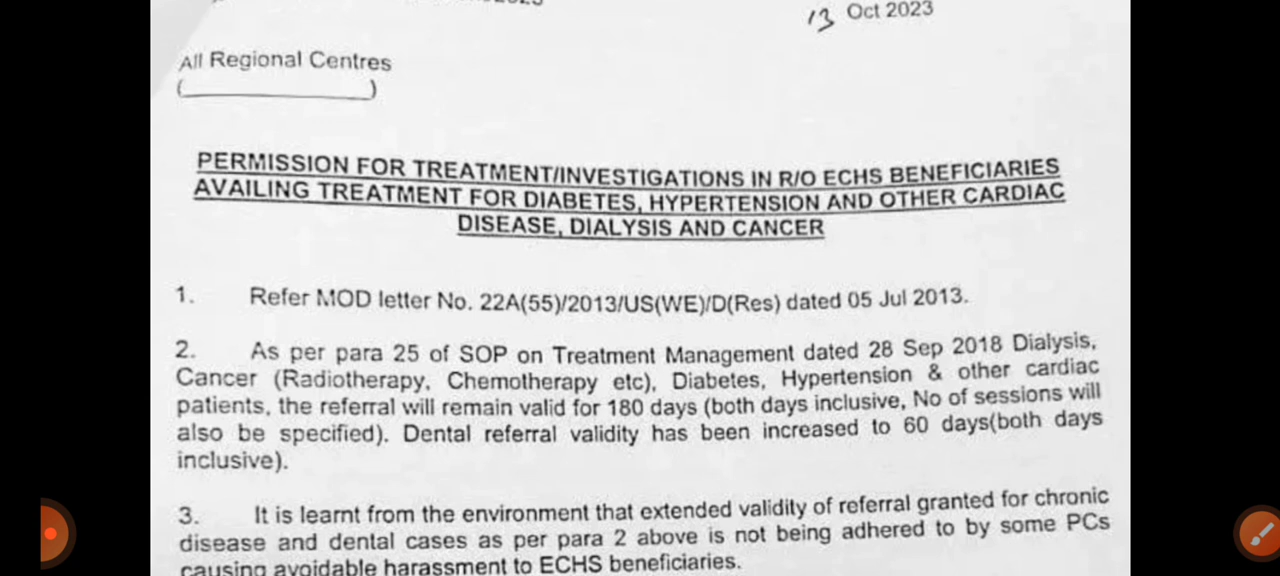 13 Oct 2023
All Regional Centres
(            )
PERMISSION FOR TREATMENT/INVESTIGATIONS IN R/O ECHS BENEFICIARIES
AVAILING TREATMENT FOR DIABETES, HYPERTENSION AND OTHER CARDIAC
DISEASE, DIALYSIS AND CANCER
1. Refer MOD letter No. 22A(55)/2013/US(WE)/D(Res) dated 05 Jul 2013.
2. As per para 25 of SOP on Treatment Management dated 28 Sep 2018 Dialysis,
Cancer (Radiotherapy, Chemotherapy etc), Diabetes, Hypertension & other cardiac
patients, the referral will remain valid for 180 days (both days inclusive, No of sessions will
also be specified). Dental referral validity has been increased to 60 days(both days
inclusive).
3. It is learnt from the environment that extended validity of referral granted for chronic
disease and dental cases as per para 2 above is not being adhered to by some PCs
causing avoidable harassment to ECHS beneficiaries.